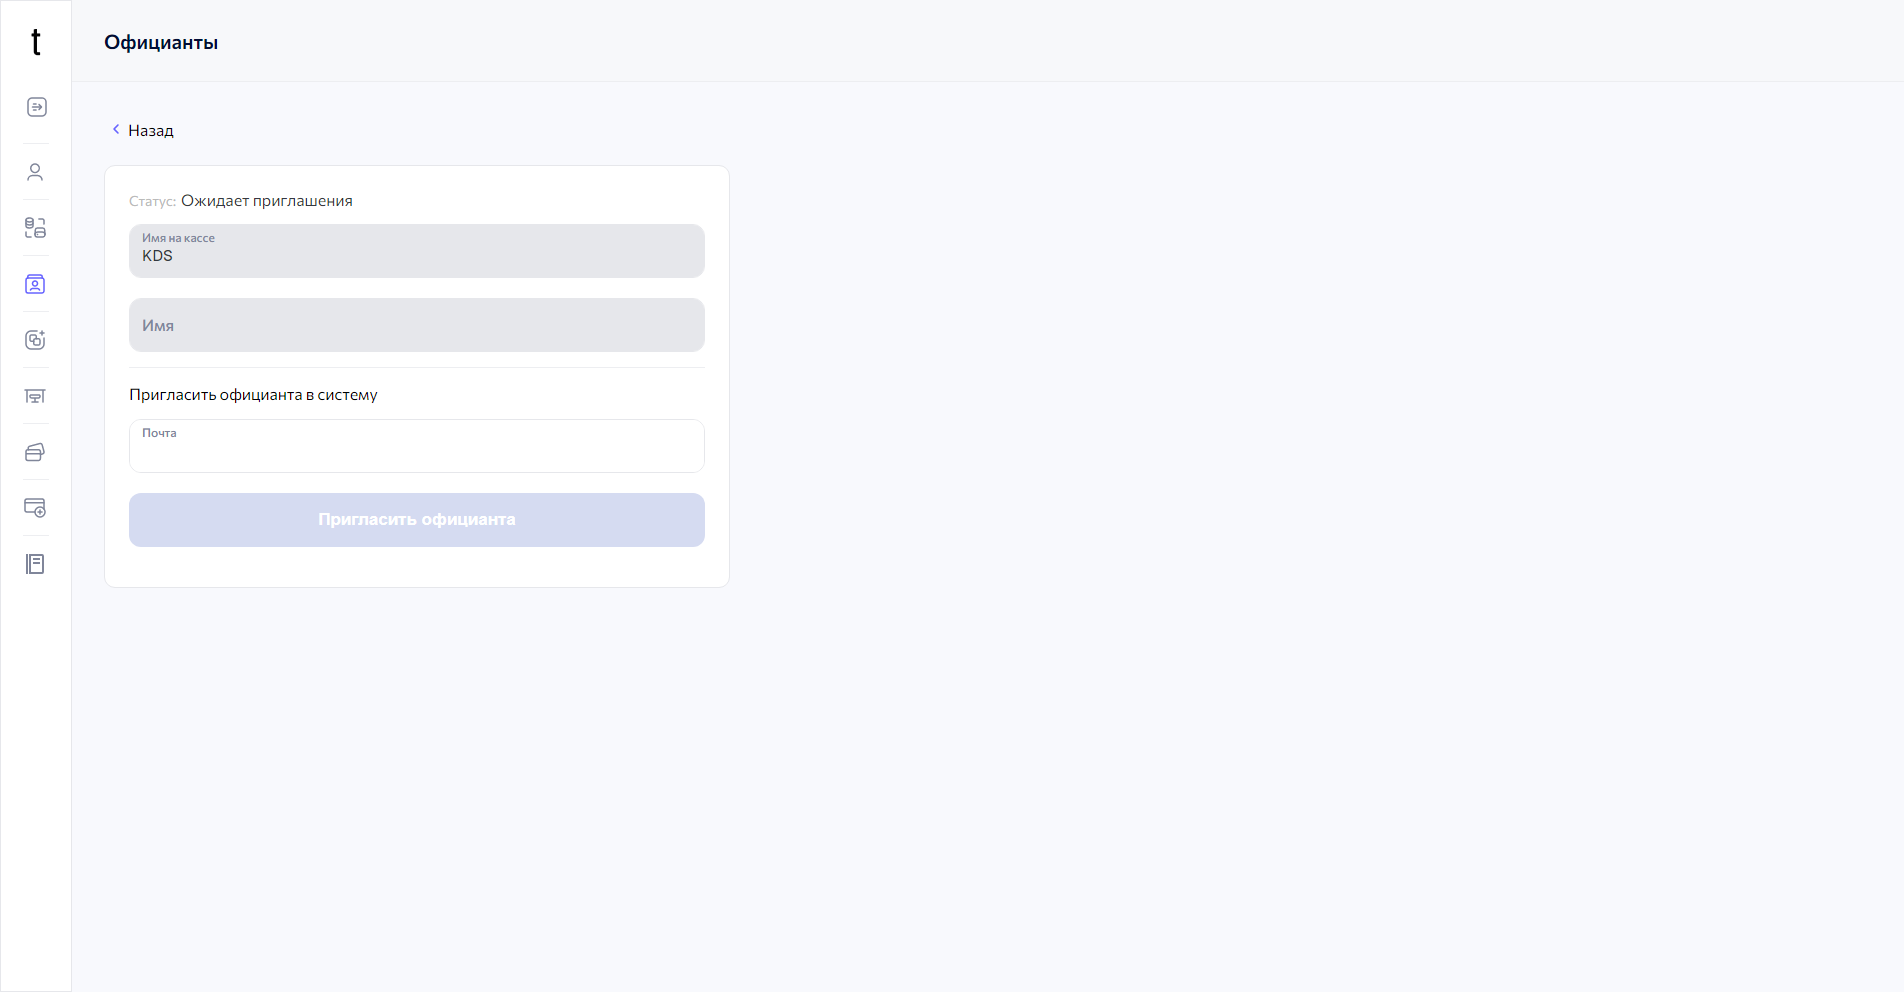 t
Официанты
Назад
Статус: Ожидает приглашения
Имя на кассе
KDS
Имя
Пригласить официанта в систему
Почта
Пригласить официанта